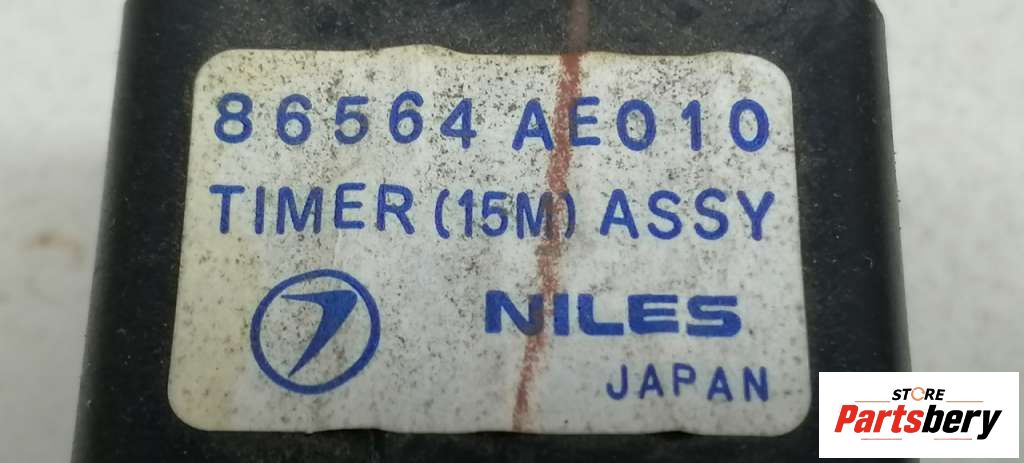 86564 AE010
TIMER (15M) ASSY
NILES
JAPAN
STORE
Partsbery